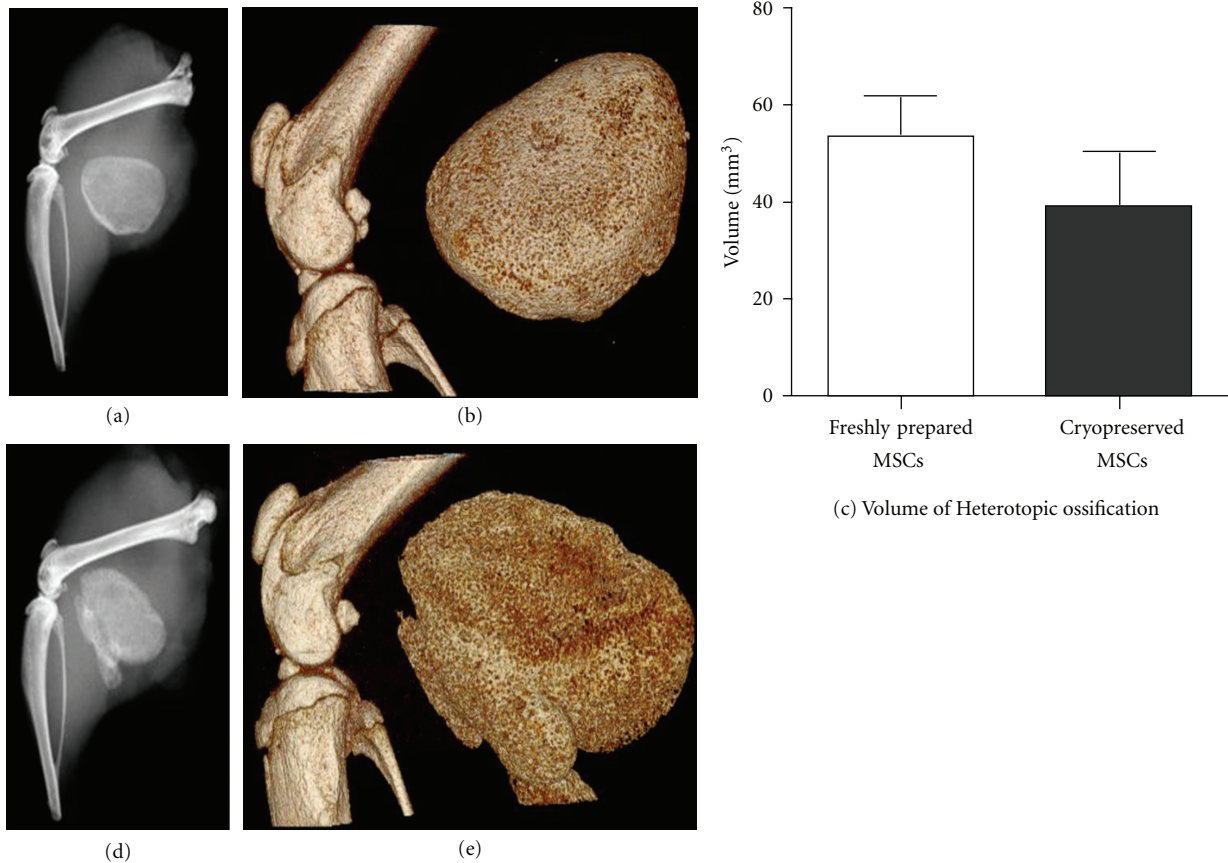 (a)
(b)
80
60
40
20
0
Volume (mm³)
Freshly prepared
MSCs
Cryopreserved
MSCs
(c) Volume of Heterotopic ossification
(d)
(e)